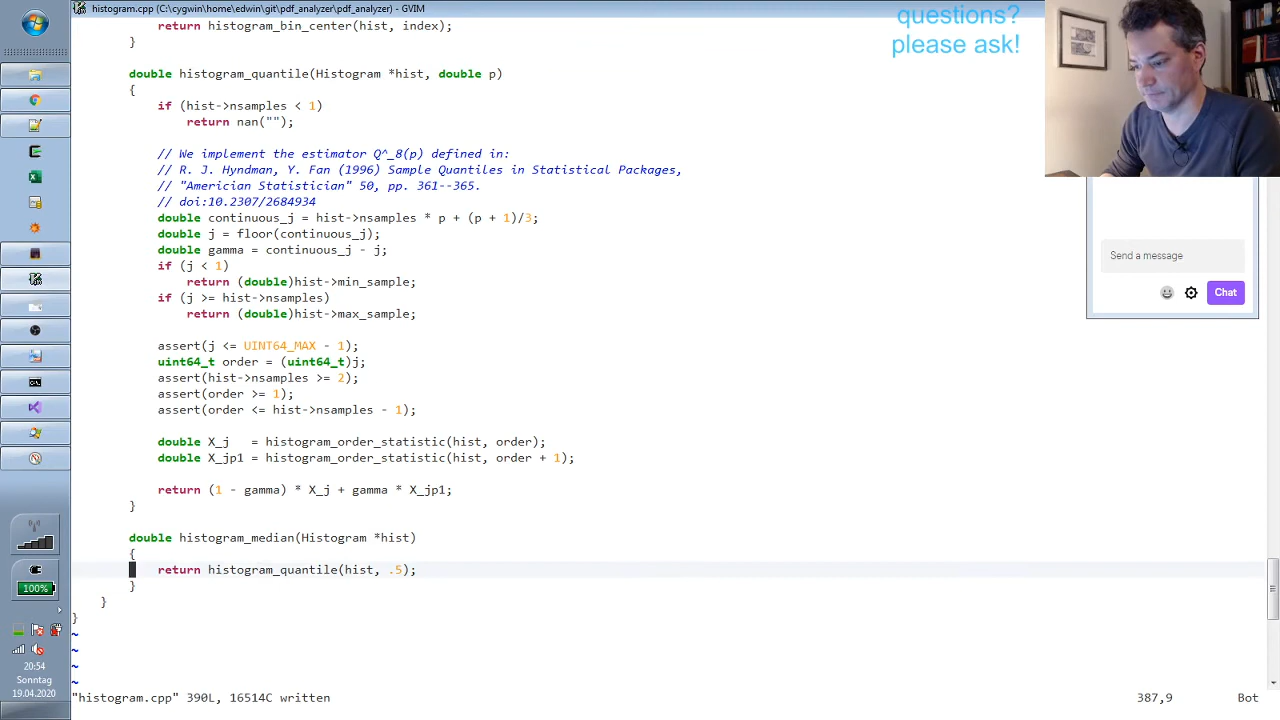 histogram.cpp (C:\cygwin\home\edwin\git\pdf_analyzer\pdf_analyzer) - GVIM
questions?
please ask!
return histogram_bin_center(hist, index);
}
double histogram_quantile(Histogram *hist, double p)
{
if (hist->nsamples < 1)
return nan("");
// We implement the estimator Q^_8(p) defined in:
// R. J. Hyndman, Y. Fan (1996) Sample Quantiles in Statistical Packages,
// "Americian Statistician" 50, pp. 361--365.
// doi:10.2307/2684934
double continuous_j = hist->nsamples * p + (p + 1)/3;
double j = floor(continuous_j);
double gamma = continuous_j - j;
if (j < 1)
return (double)hist->min_sample;
if (j >= hist->nsamples)
return (double)hist->max_sample;
assert(j <= UINT64_MAX - 1);
uint64_t order = (uint64_t)j;
assert(hist->nsamples >= 2);
assert(order >= 1);
assert(order <= hist->nsamples - 1);
double X_j   = histogram_order_statistic(hist, order);
double X_jp1 = histogram_order_statistic(hist, order + 1);
return (1 - gamma) * X_j + gamma * X_jp1;
}
double histogram_median(Histogram *hist)
{
return histogram_quantile(hist, .5);
}
}
}
~
~
~
~
"histogram.cpp" 390L, 16514C written
387,9
Bot
Send a message
Chat
100%
20:54
Sonntag
19.04.2020